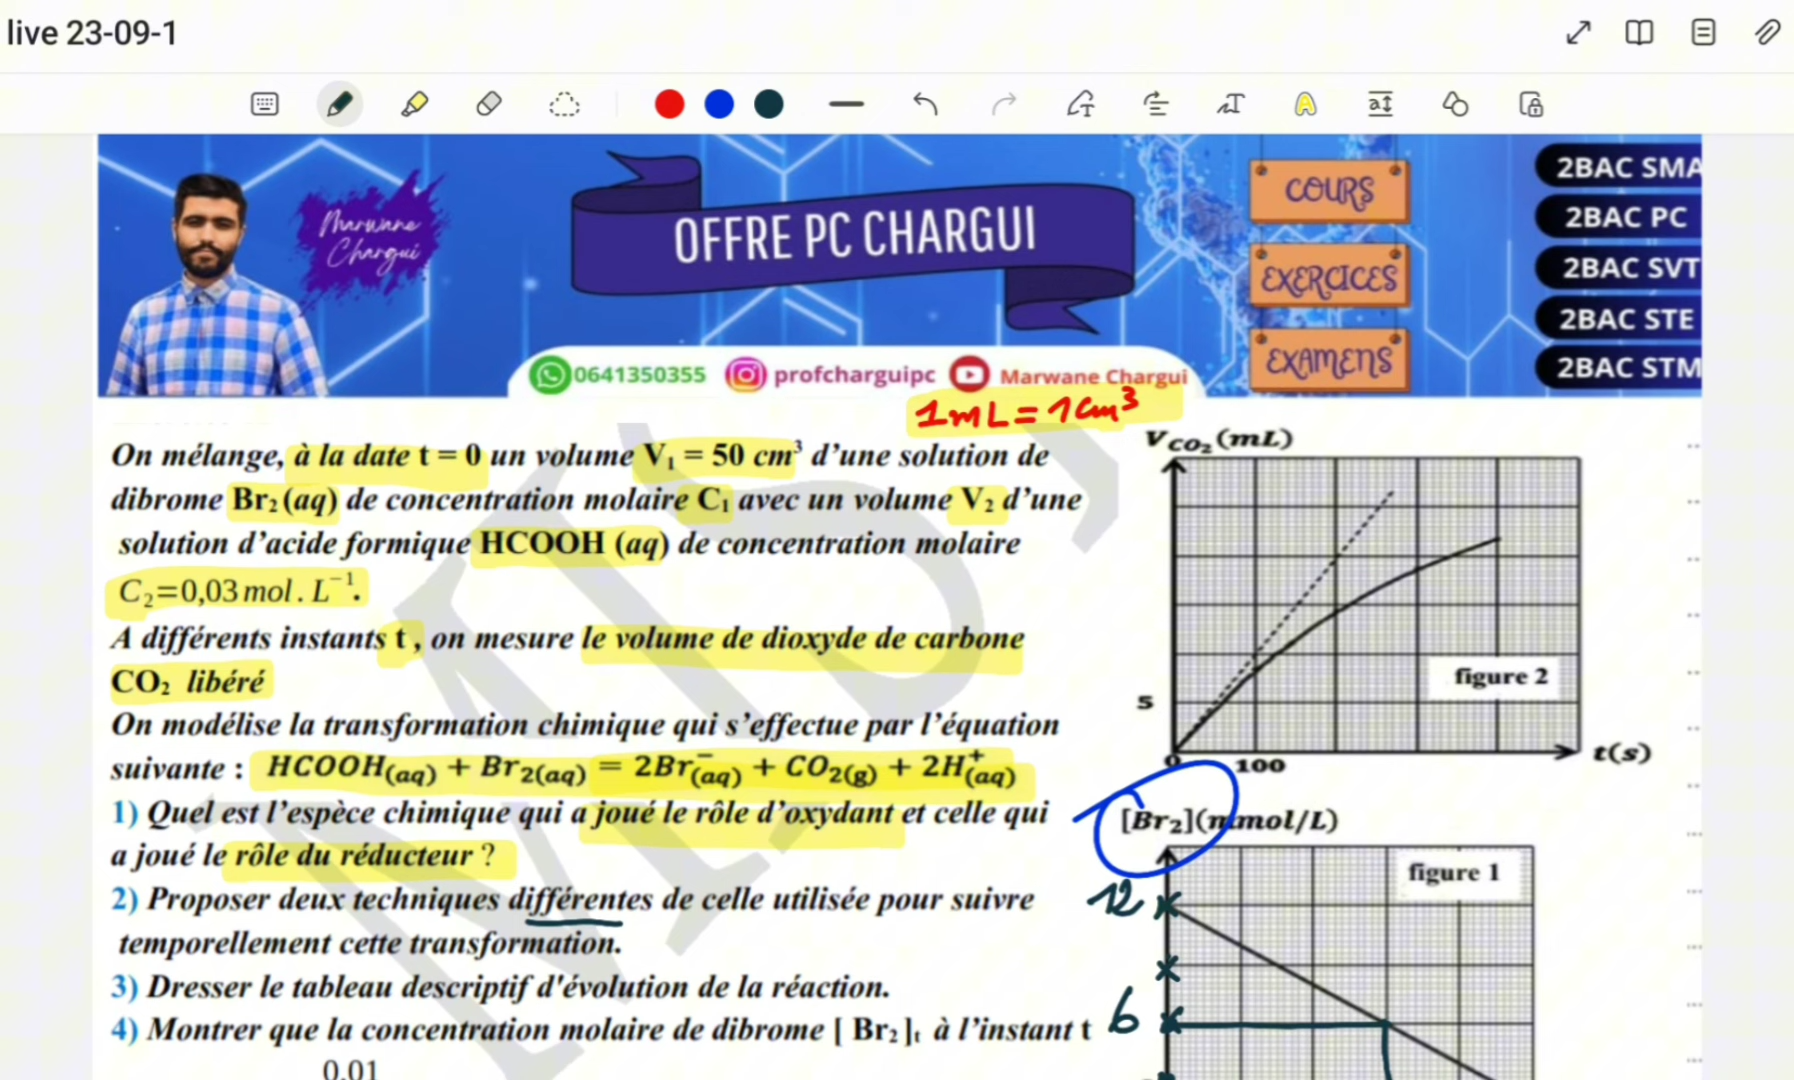 live 23-09-1
Marwane
Chargui
OFFRE PC CHARGUI
COURS
EXERCICES
EXAMENS
2BAC SMA
2BAC PC
2BAC SVT
2BAC STE
2BAC STM
0641350355 profcharguipc Marwane Chargui
1mL=1cm³
On mélange, à la date t = 0 un volume V₁ = 50 cm³ d’une solution de
dibrome Br₂ (aq) de concentration molaire C₁ avec un volume V₂ d’une
solution d’acide formique HCOOH (aq) de concentration molaire
C₂=0,03 mol . L⁻¹.
A différents instants t , on mesure le volume de dioxyde de carbone
CO₂ libéré
On modélise la transformation chimique qui s’effectue par l’équation
suivante : HCOOH(aq) + Br₂(aq) = 2Br⁻(aq) + CO₂(g) + 2H⁺(aq)
1) Quel est l’espèce chimique qui a joué le rôle d’oxydant et celle qui
a joué le rôle du réducteur ?
2) Proposer deux techniques différentes de celle utilisée pour suivre
temporellement cette transformation.
3) Dresser le tableau descriptif d'évolution de la réaction.
4) Montrer que la concentration molaire de dibrome [ Br₂ ]ₜ à l’instant t
0,01
V CO₂ (mL)
figure 2
5
0
100
t(s)
[Br₂](mmol/L)
figure 1
12
6